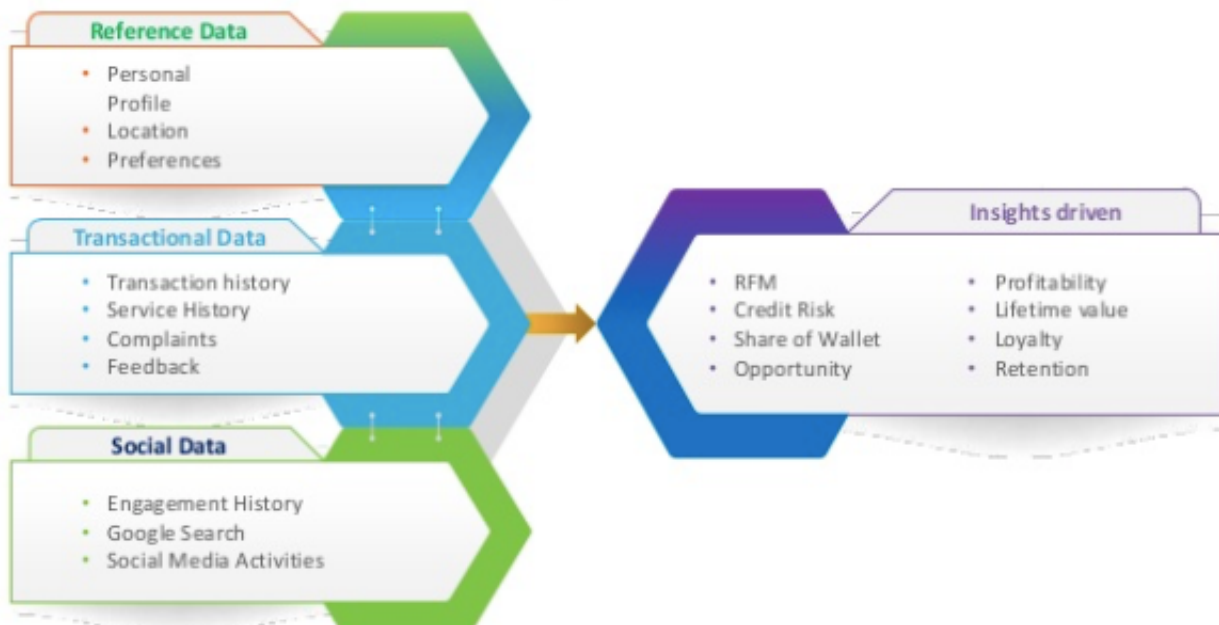 Reference Data
• Personal
Profile
• Location
• Preferences
Transactional Data
• Transaction history
• Service History
• Complaints
• Feedback
Social Data
• Engagement History
• Google Search
• Social Media Activities
Insights driven
• RFM
• Credit Risk
• Share of Wallet
• Opportunity
• Profitability
• Lifetime value
• Loyalty
• Retention